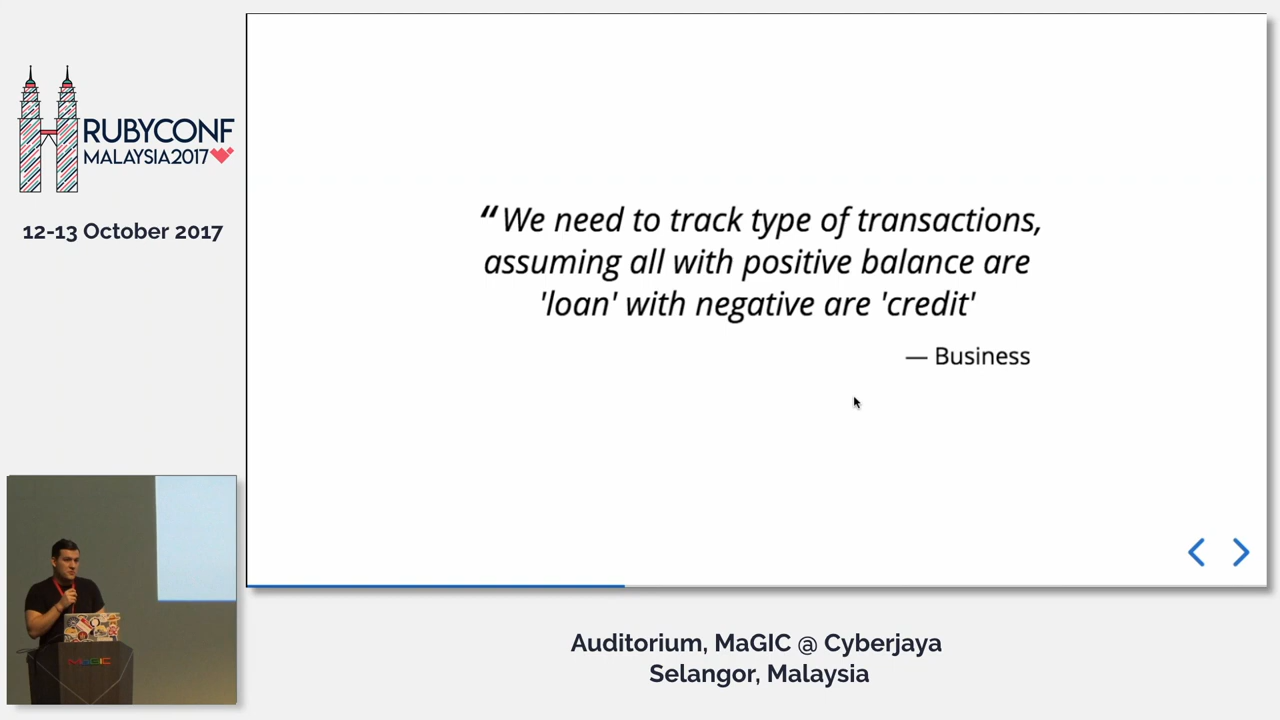 RUBYCONF
MALAYSIA2017
12-13 October 2017
“We need to track type of transactions,
assuming all with positive balance are
'loan' with negative are 'credit'
— Business
MaGIC
Auditorium, MaGIC @ Cyberjaya
Selangor, Malaysia